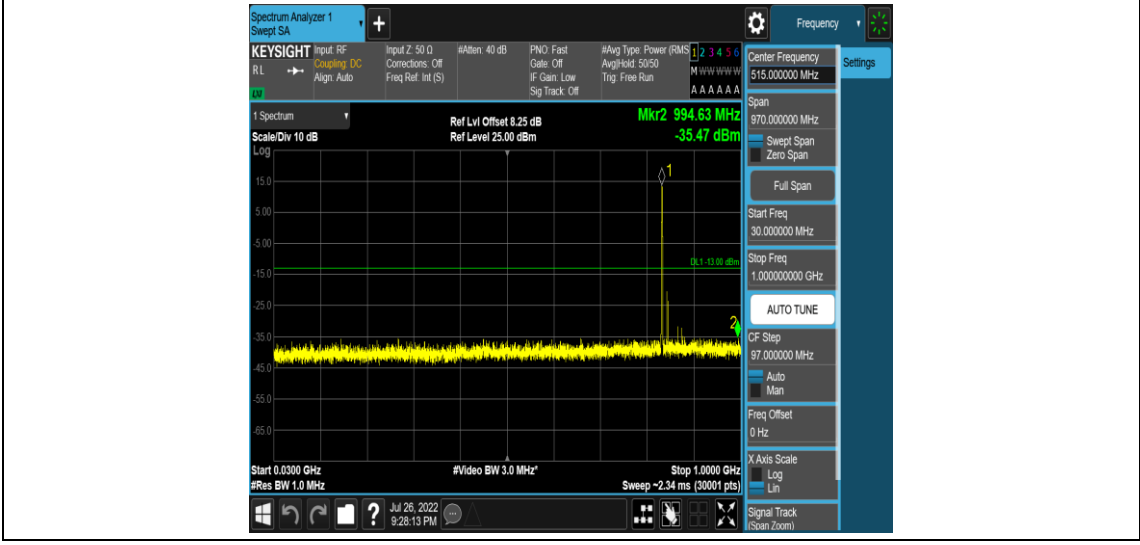 Spectrum Analyzer 1
Swept SA
+
Frequency
KEYSIGHT
RL
LXI
Input: RF
Coupling: DC
Align: Auto
Input Z: 50 Ω
Corrections: Off
Freq Ref: Int (S)
#Atten: 40 dB
PNO: Fast
Gate: Off
IF Gain: Low
Sig Track: Off
#Avg Type: Power (RMS
Avg|Hold: 50/50
Trig: Free Run
1 2 3 4 5 6
M W W W W W
A A A A A A
1 Spectrum
Scale/Div 10 dB
Log
Ref Lvl Offset 8.25 dB
Ref Level 25.00 dBm
Mkr2 994.63 MHz
-35.47 dBm
1
15.0
5.00
-5.00
DL1 -13.00 dBm
-15.0
-25.0
2
-35.0
-45.0
-55.0
-65.0
Start 0.0300 GHz
#Res BW 1.0 MHz
#Video BW 3.0 MHz*
Stop 1.0000 GHz
Sweep ~2.34 ms (30001 pts)
?
Jul 26, 2022
9:28:13 PM
Center Frequency
515.000000 MHz
Settings
Span
970.000000 MHz
Swept Span
Zero Span
Full Span
Start Freq
30.000000 MHz
Stop Freq
1.000000000 GHz
AUTO TUNE
CF Step
97.000000 MHz
Auto
Man
Freq Offset
0 Hz
X Axis Scale
Log
Lin
Signal Track
(Span Zoom)